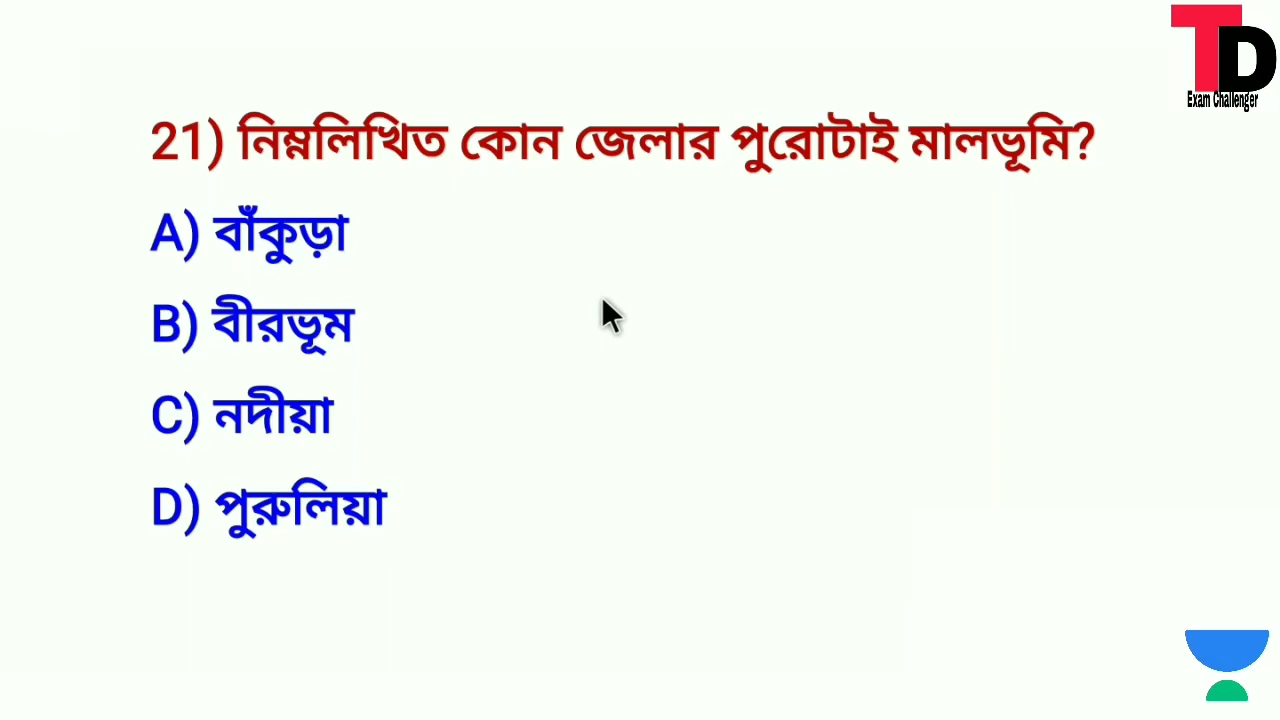 TD
Exam Challenger
21) নিম্নলিখিত কোন জেলার পুরোটাই মালভূমি?
A) বাঁকুড়া
B) বীরভূম
C) নদীয়া
D) পুরুলিয়া